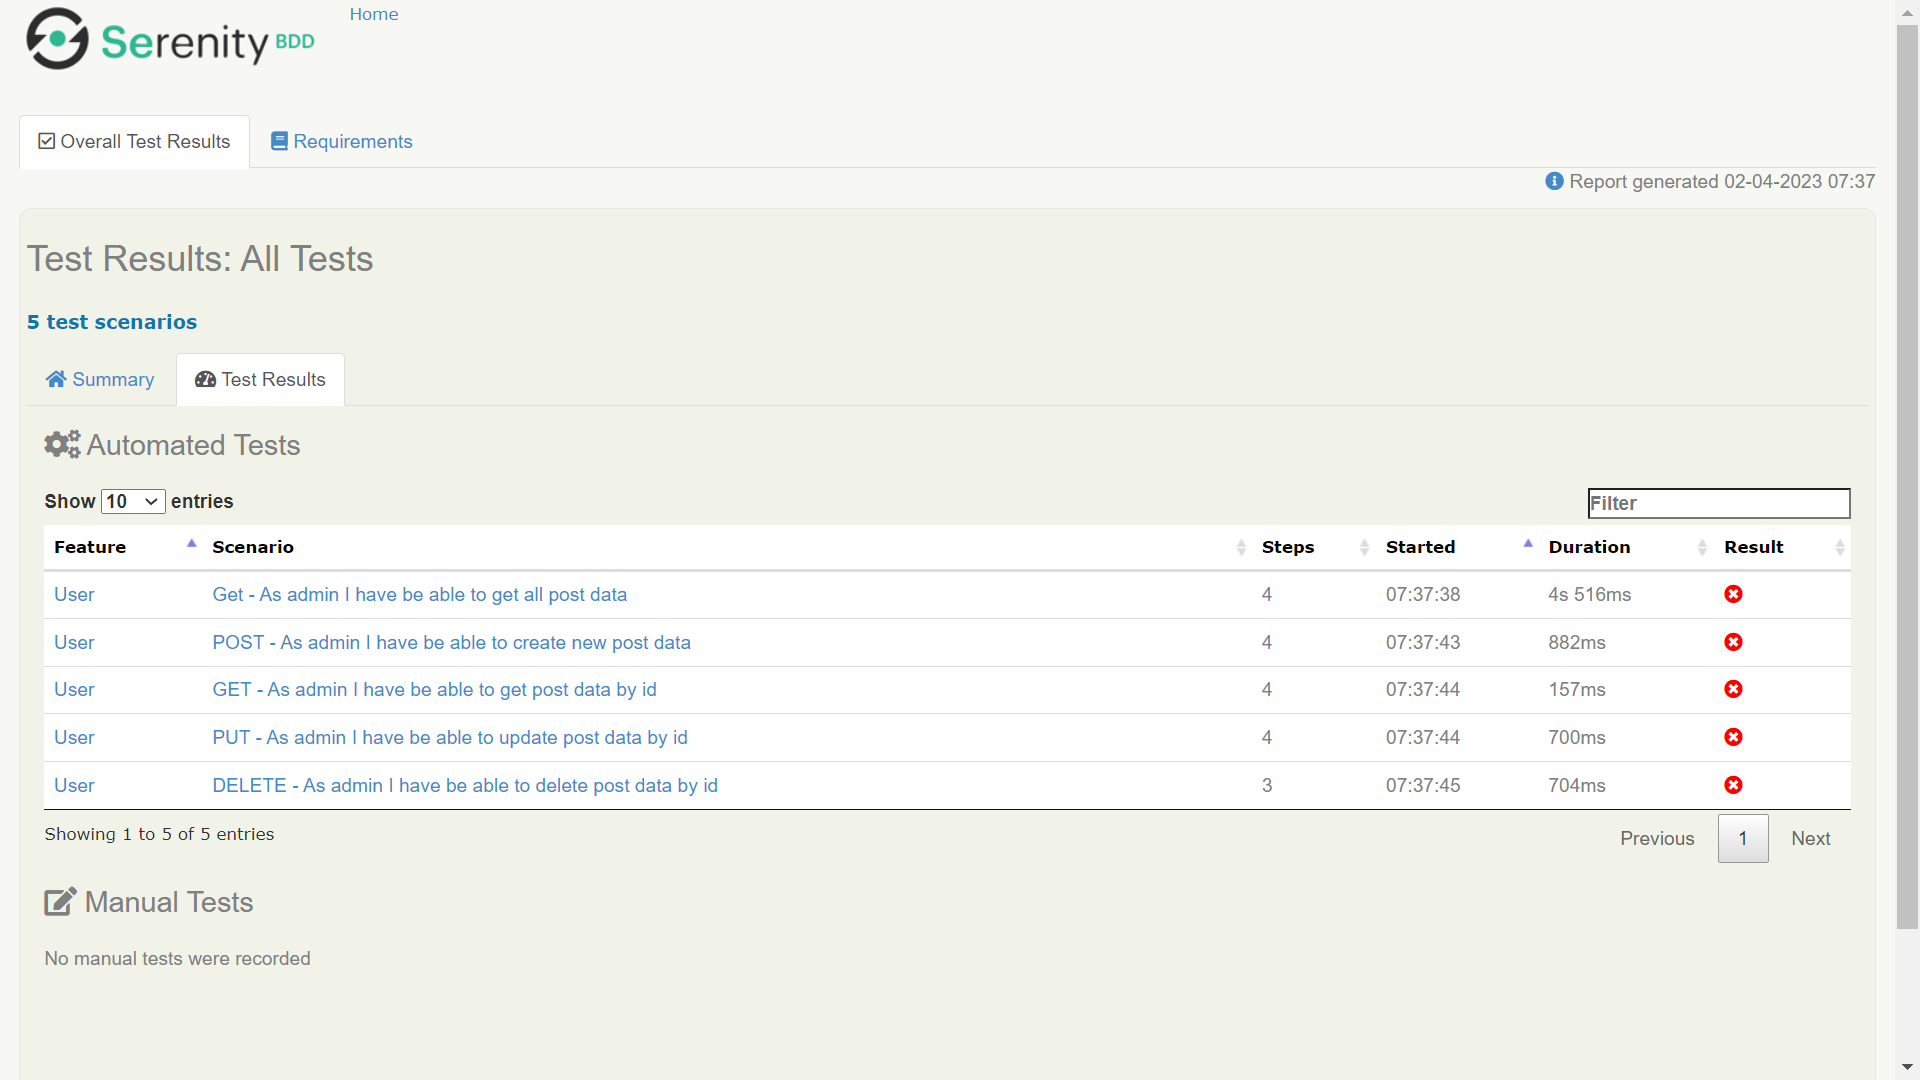 Serenity BDD
Home
Overall Test Results
Requirements
Report generated 02-04-2023 07:37
Test Results: All Tests
5 test scenarios
Summary
Test Results
Automated Tests
Show 10 entries
Filter
Feature Scenario Steps Started Duration Result
User Get - As admin I have be able to get all post data 4 07:37:38 4s 516ms
User POST - As admin I have be able to create new post data 4 07:37:43 882ms
User GET - As admin I have be able to get post data by id 4 07:37:44 157ms
User PUT - As admin I have be able to update post data by id 4 07:37:44 700ms
User DELETE - As admin I have be able to delete post data by id 3 07:37:45 704ms
Showing 1 to 5 of 5 entries
Previous 1 Next
Manual Tests
No manual tests were recorded